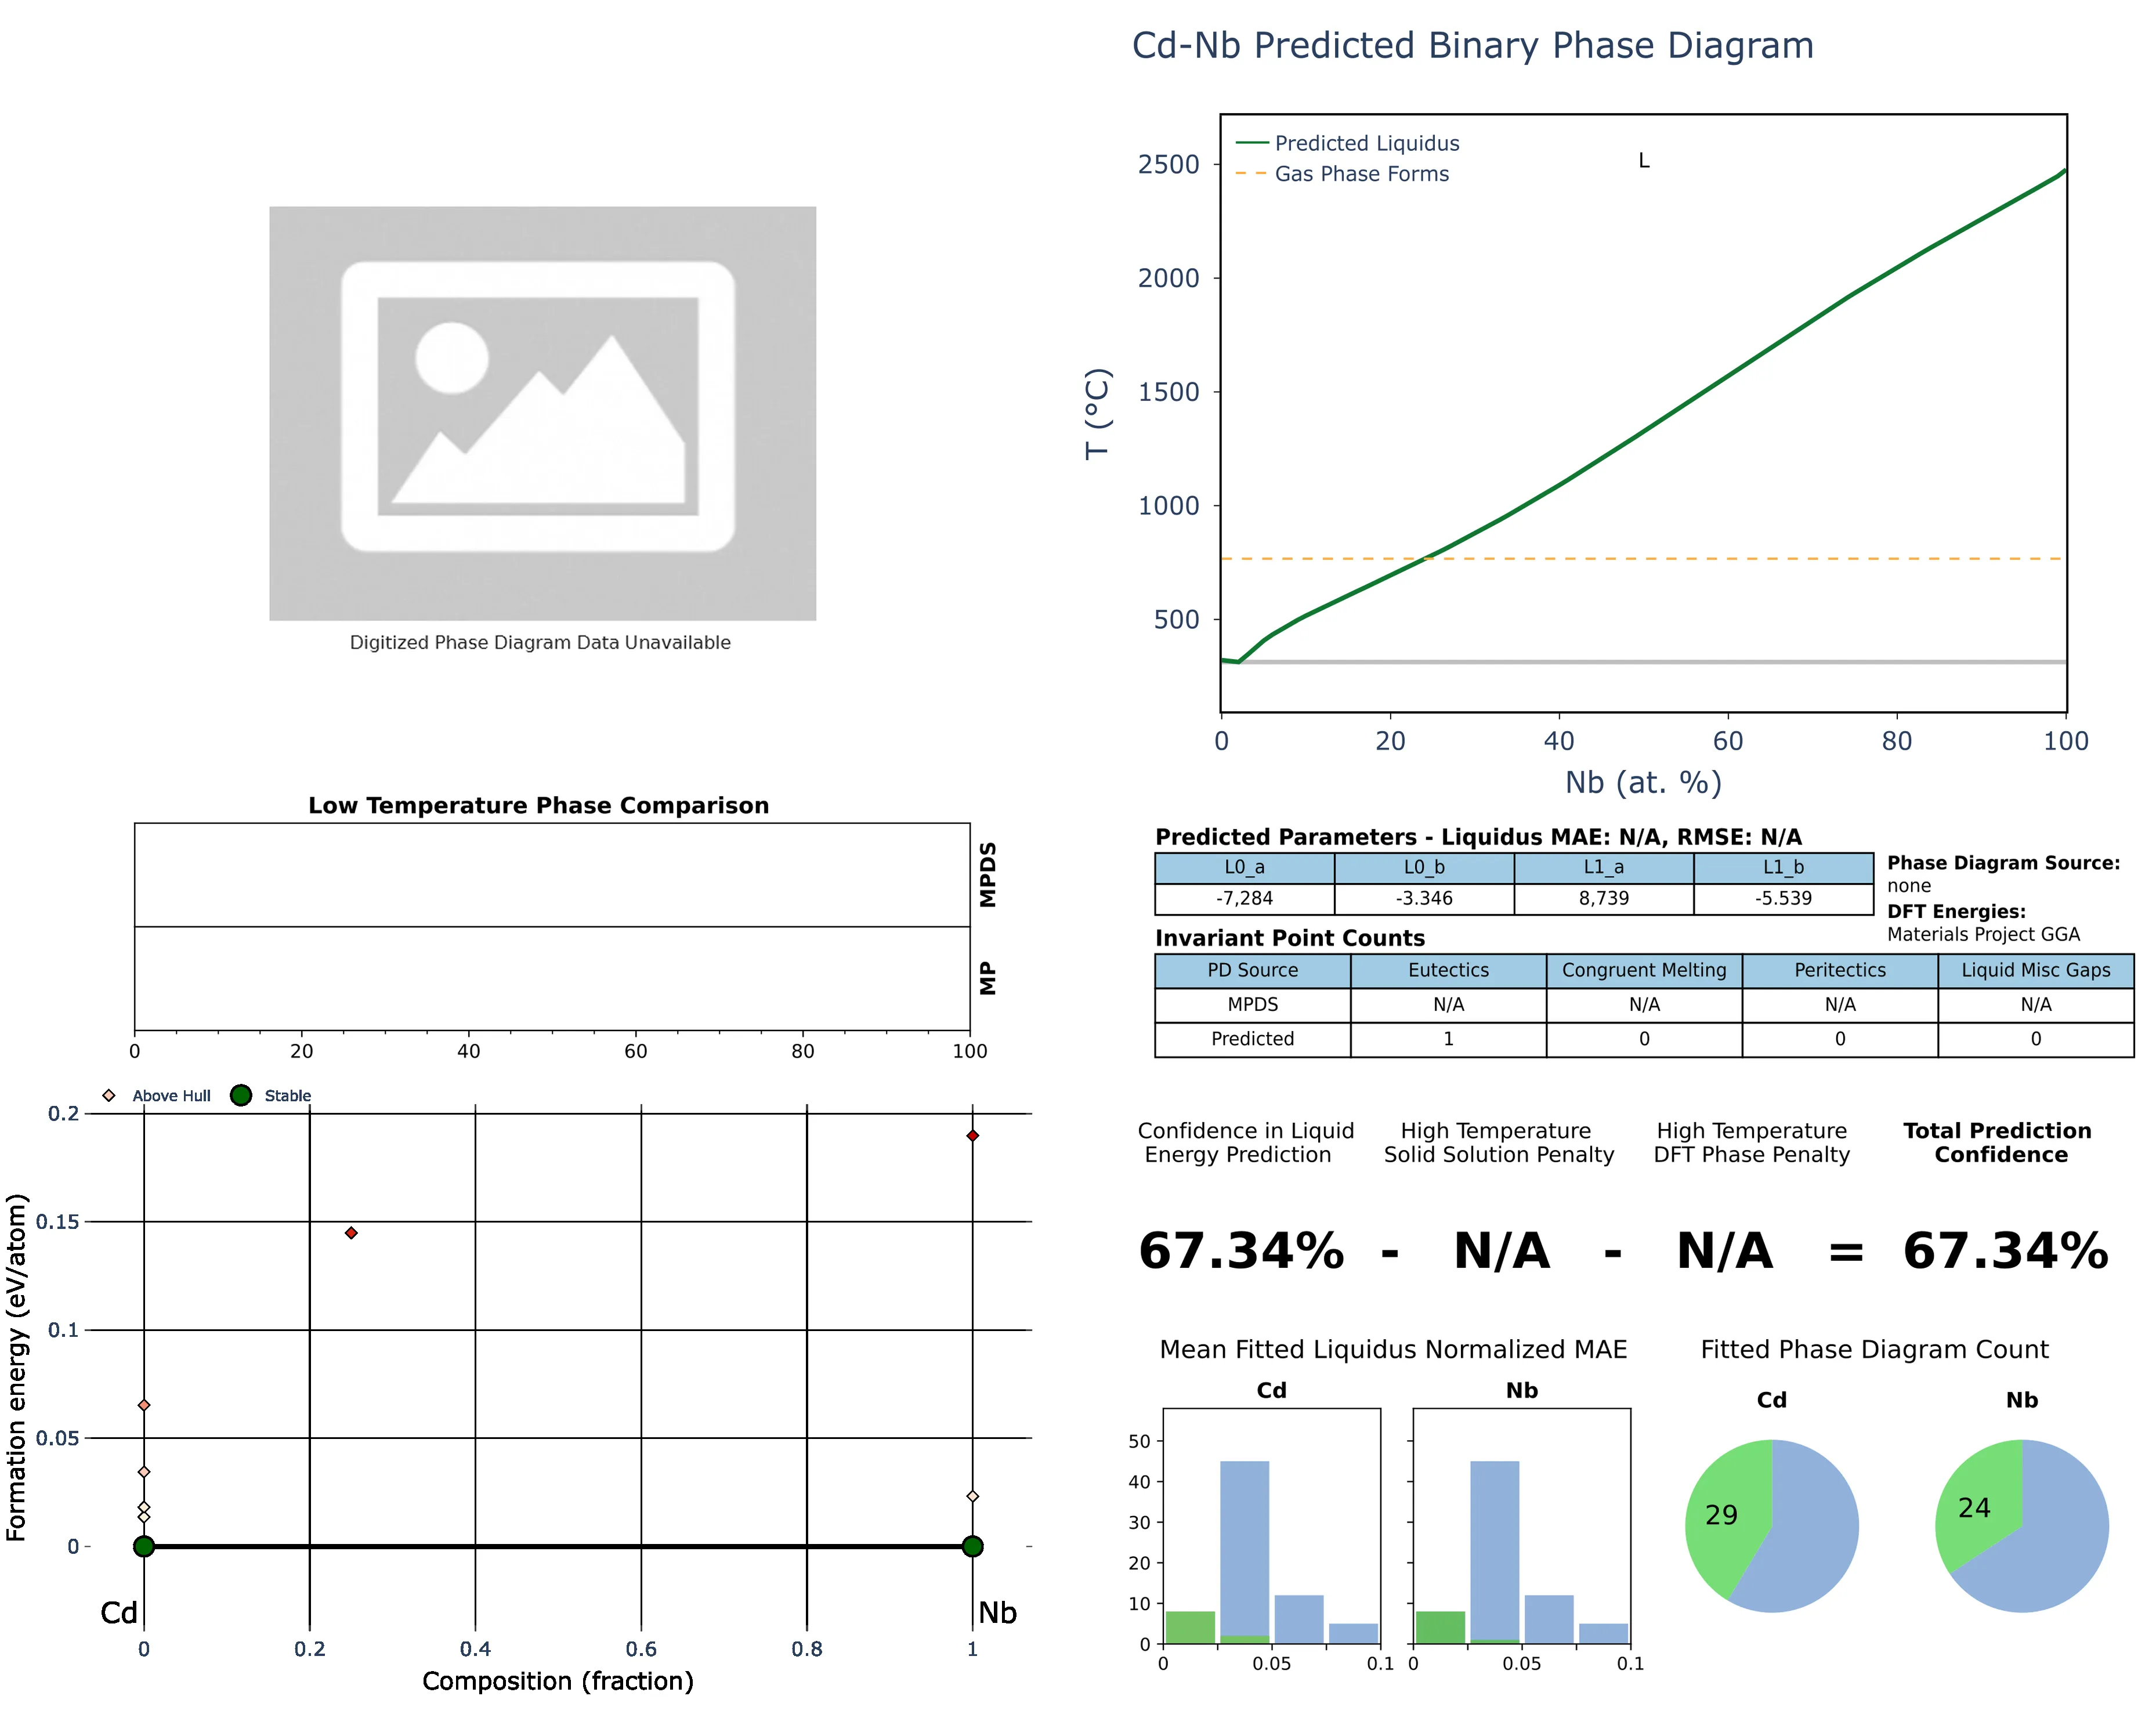 Cd-Nb Predicted Binary Phase Diagram
Predicted Liquidus
Gas Phase Forms
L
2500
2000
1500
1000
500
T (°C)
0 20 40 60 80 100
Nb (at. %)
Digitized Phase Diagram Data Unavailable
Low Temperature Phase Comparison
MPDS
MP
0 20 40 60 80 100
Predicted Parameters - Liquidus MAE: N/A, RMSE: N/A
L0_a L0_b L1_a L1_b
-7,284 -3.346 8,739 -5.539
Phase Diagram Source:
none
DFT Energies:
Materials Project GGA
Invariant Point Counts
PD Source Eutectics Congruent Melting Peritectics Liquid Misc Gaps
MPDS N/A N/A N/A N/A
Predicted 1 0 0 0
Above Hull Stable
0.2
0.15
0.1
0.05
0
Formation energy (eV/atom)
Cd Nb
0 0.2 0.4 0.6 0.8 1
Composition (fraction)
Confidence in Liquid
Energy Prediction
High Temperature
Solid Solution Penalty
High Temperature
DFT Phase Penalty
Total Prediction
Confidence
67.34% - N/A - N/A = 67.34%
Mean Fitted Liquidus Normalized MAE
Cd Nb
50
40
30
20
10
0
0 0.05 0.1 0 0.05 0.1
Fitted Phase Diagram Count
Cd Nb
29 24